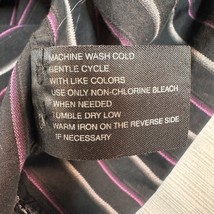 MACHINE WASH COLD
GENTLE CYCLE
WITH LIKE COLORS
USE ONLY NON-CHLORINE BLEACH
WHEN NEEDED
TUMBLE DRY LOW
WARM IRON ON THE REVERSE SIDE
IF NECESSARY